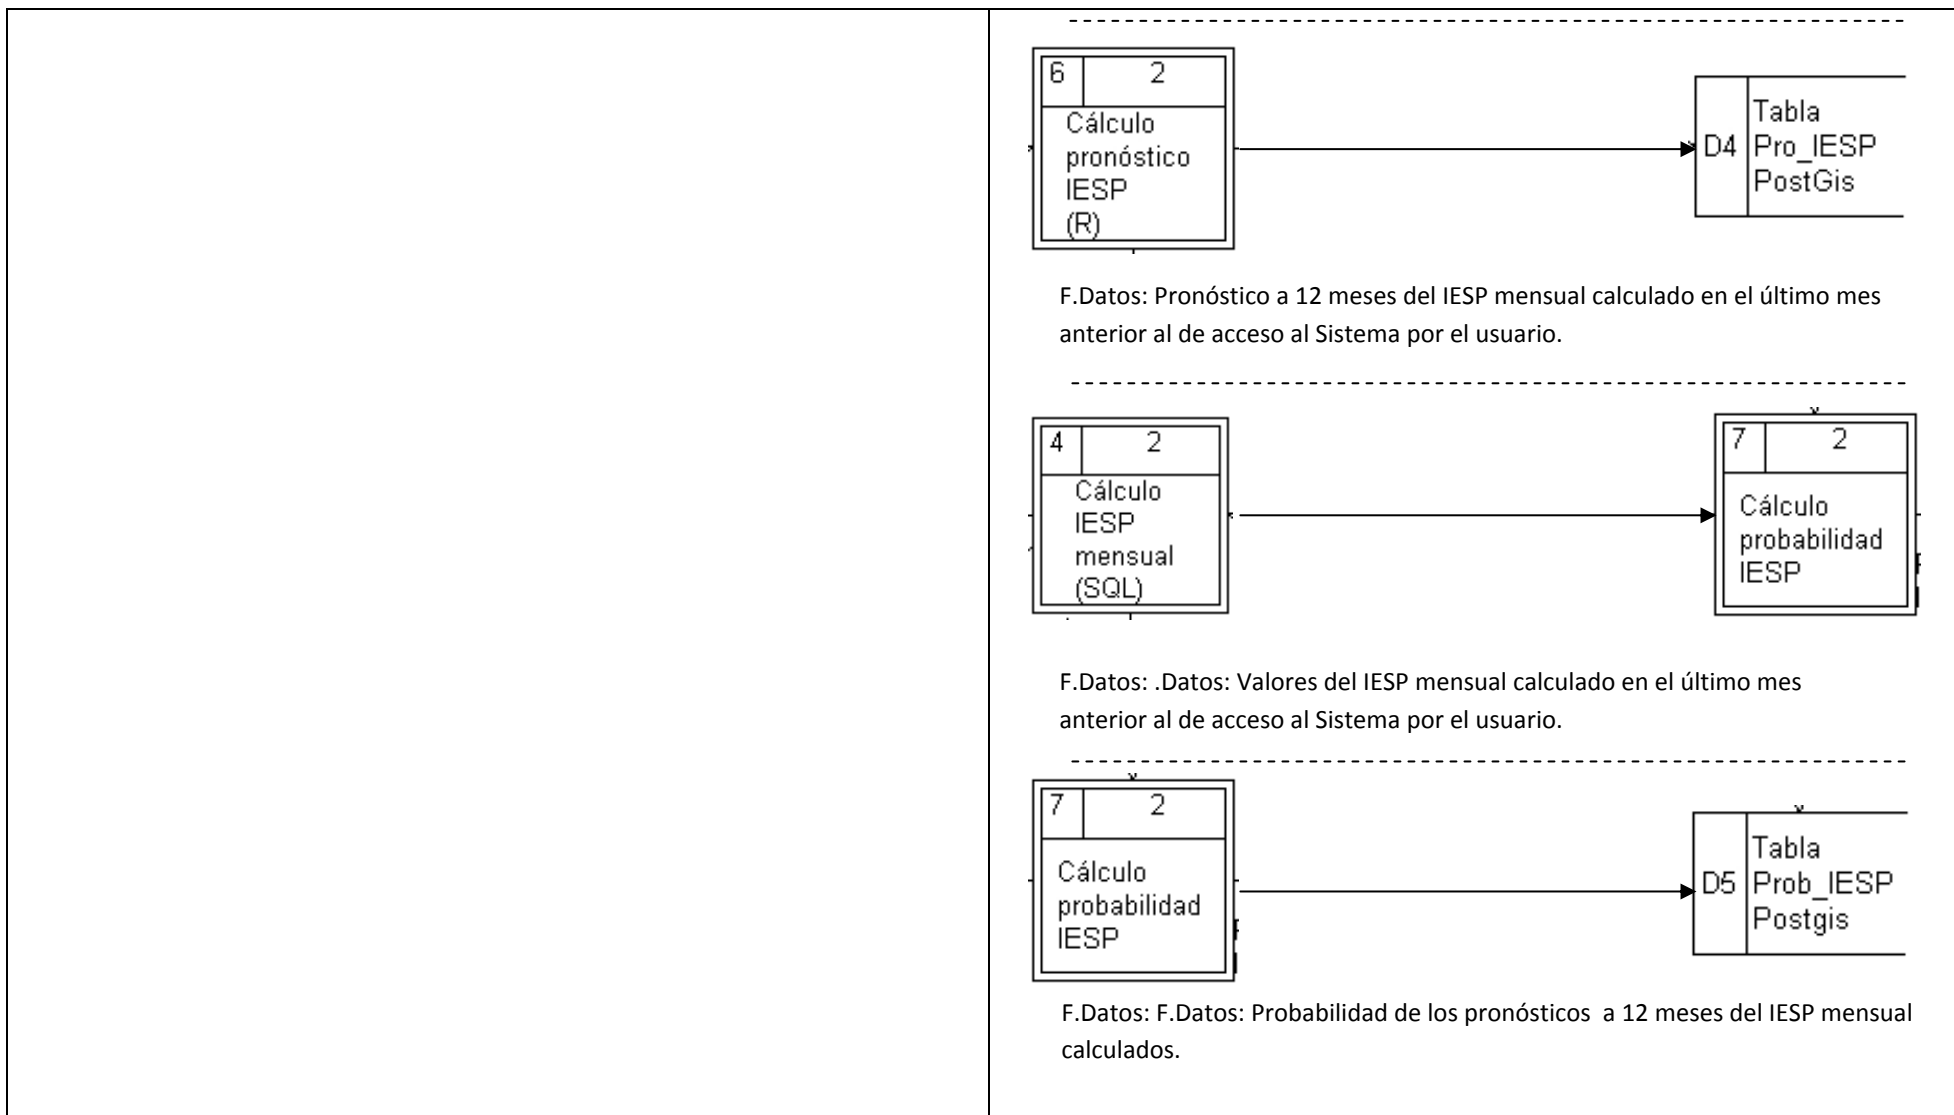 6 2
Cálculo
pronóstico
IESP
(R)
D4
Tabla
Pro_IESP
PostGis
F.Datos: Pronóstico a 12 meses del IESP mensual calculado en el último mes
anterior al de acceso al Sistema por el usuario.
4 2
Cálculo
IESP
mensual
(SQL)
7 2
Cálculo
probabilidad
IESP
F.Datos: .Datos: Valores del IESP mensual calculado en el último mes
anterior al de acceso al Sistema por el usuario.
7 2
Cálculo
probabilidad
IESP
D5
Tabla
Prob_IESP
Postgis
F.Datos: F.Datos: Probabilidad de los pronósticos a 12 meses del IESP mensual
calculados.